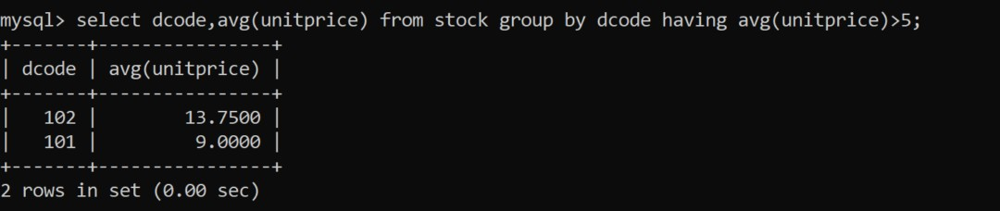 mysql> select dcode,avg(unitprice) from stock group by dcode having avg(unitprice)>5;
+-------+----------------+
| dcode | avg(unitprice) |
+-------+----------------+
|   102 |        13.7500 |
|   101 |         9.0000 |
+-------+----------------+
2 rows in set (0.00 sec)